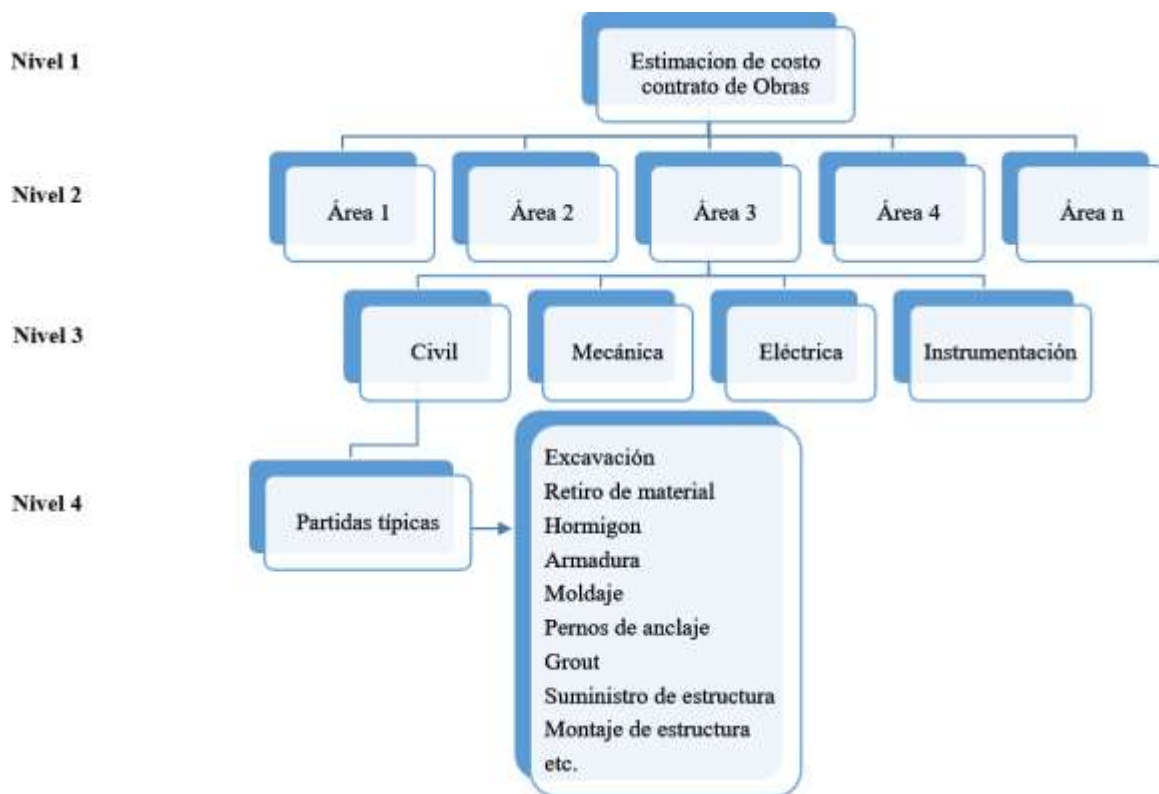 Nivel 1
Estimacion de costo
contrato de Obras
Nivel 2
Área 1
Área 2
Área 3
Área 4
Área n
Nivel 3
Civil
Mecánica
Eléctrica
Instrumentación
Nivel 4
Partidas típicas
Excavación
Retiro de material
Hormigon
Armadura
Moldaje
Pernos de anclaje
Grout
Suministro de estructura
Montaje de estructura
etc.